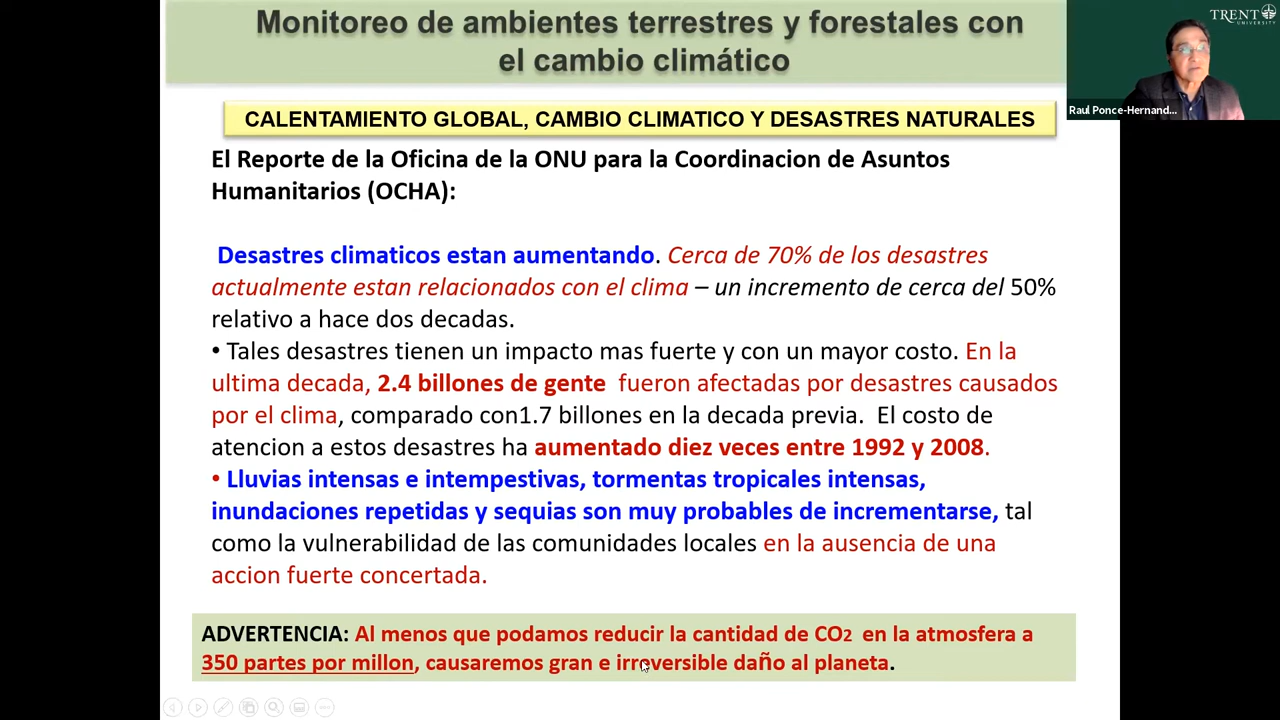 Monitoreo de ambientes terrestres y forestales con
el cambio climático
TRENT
UNIVERSITY
Raul Ponce-Hernand...
CALENTAMIENTO GLOBAL, CAMBIO CLIMATICO Y DESASTRES NATURALES
El Reporte de la Oficina de la ONU para la Coordinacion de Asuntos
Humanitarios (OCHA):
Desastres climaticos estan aumentando. Cerca de 70% de los desastres
actualmente estan relacionados con el clima – un incremento de cerca del 50%
relativo a hace dos decadas.
• Tales desastres tienen un impacto mas fuerte y con un mayor costo. En la
ultima decada, 2.4 billones de gente fueron afectadas por desastres causados
por el clima, comparado con1.7 billones en la decada previa. El costo de
atencion a estos desastres ha aumentado diez veces entre 1992 y 2008.
• Lluvias intensas e intempestivas, tormentas tropicales intensas,
inundaciones repetidas y sequias son muy probables de incrementarse, tal
como la vulnerabilidad de las comunidades locales en la ausencia de una
accion fuerte concertada.
ADVERTENCIA: Al menos que podamos reducir la cantidad de CO2 en la atmosfera a
350 partes por millon, causaremos gran e irreversible daño al planeta.